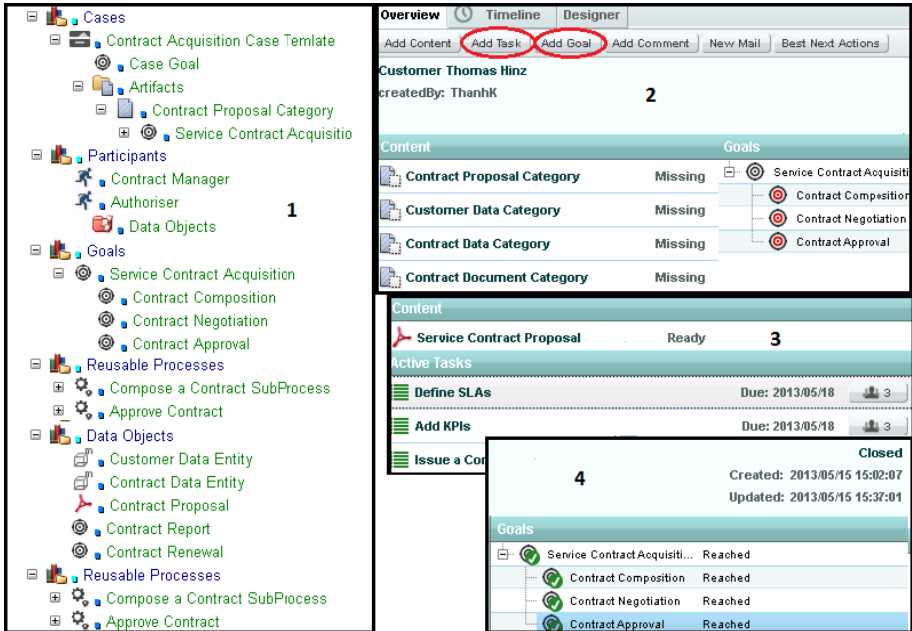 Cases
Contract Acquisition Case Temlate
Case Goal
Artifacts
Contract Proposal Category
Service Contract Acquisitio
Participants
Contract Manager
Authoriser
1
Data Objects
Goals
Service Contract Acquisition
Contract Composition
Contract Negotiation
Contract Approval
Reusable Processes
Compose a Contract SubProcess
Approve Contract
Data Objects
Customer Data Entity
Contract Data Entity
Contract Proposal
Contract Report
Contract Renewal
Reusable Processes
Compose a Contract SubProcess
Approve Contract
Overview Timeline Designer
Add Content Add Task Add Goal Add Comment New Mail Best Next Actions
Customer Thomas Hinz
createdBy: ThanhK
2
Content Goals
Contract Proposal Category Missing
Customer Data Category Missing
Contract Data Category Missing
Contract Document Category Missing
Service Contract Acquisiti
Contract Composition
Contract Negotiation
Contract Approval
Content
Service Contract Proposal Ready 3
Active Tasks
Define SLAs Due: 2013/05/18 3
Add KPIs Due: 2013/05/18 3
Issue a Cor
Closed
4
Created: 2013/05/15 15:02:07
Updated: 2013/05/15 15:37:01
Goals
Service Contract Acquisiti... Reached
Contract Composition Reached
Contract Negotiation Reached
Contract Approval Reached